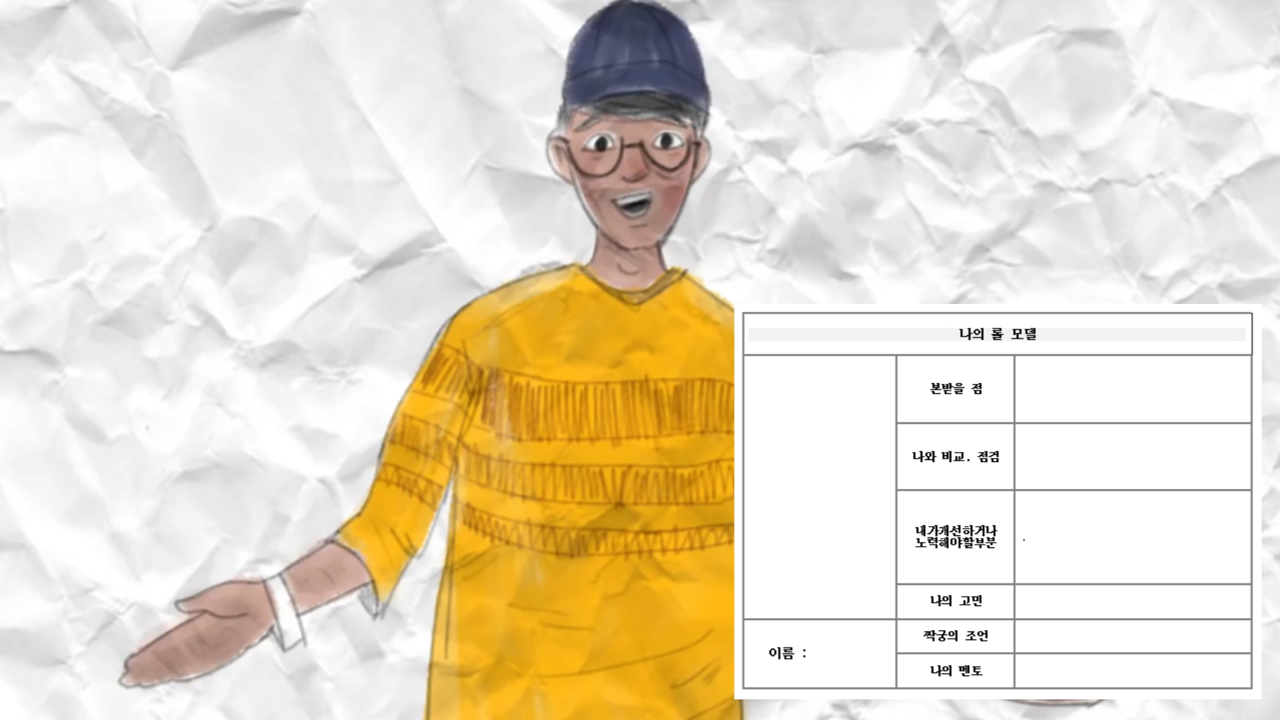 나의 롤 모델
본받을 점
나와 비교. 점검
내가개선하거나
노력해야할부분
나의 고민
이름 :
짝궁의 조언
나의 멘토